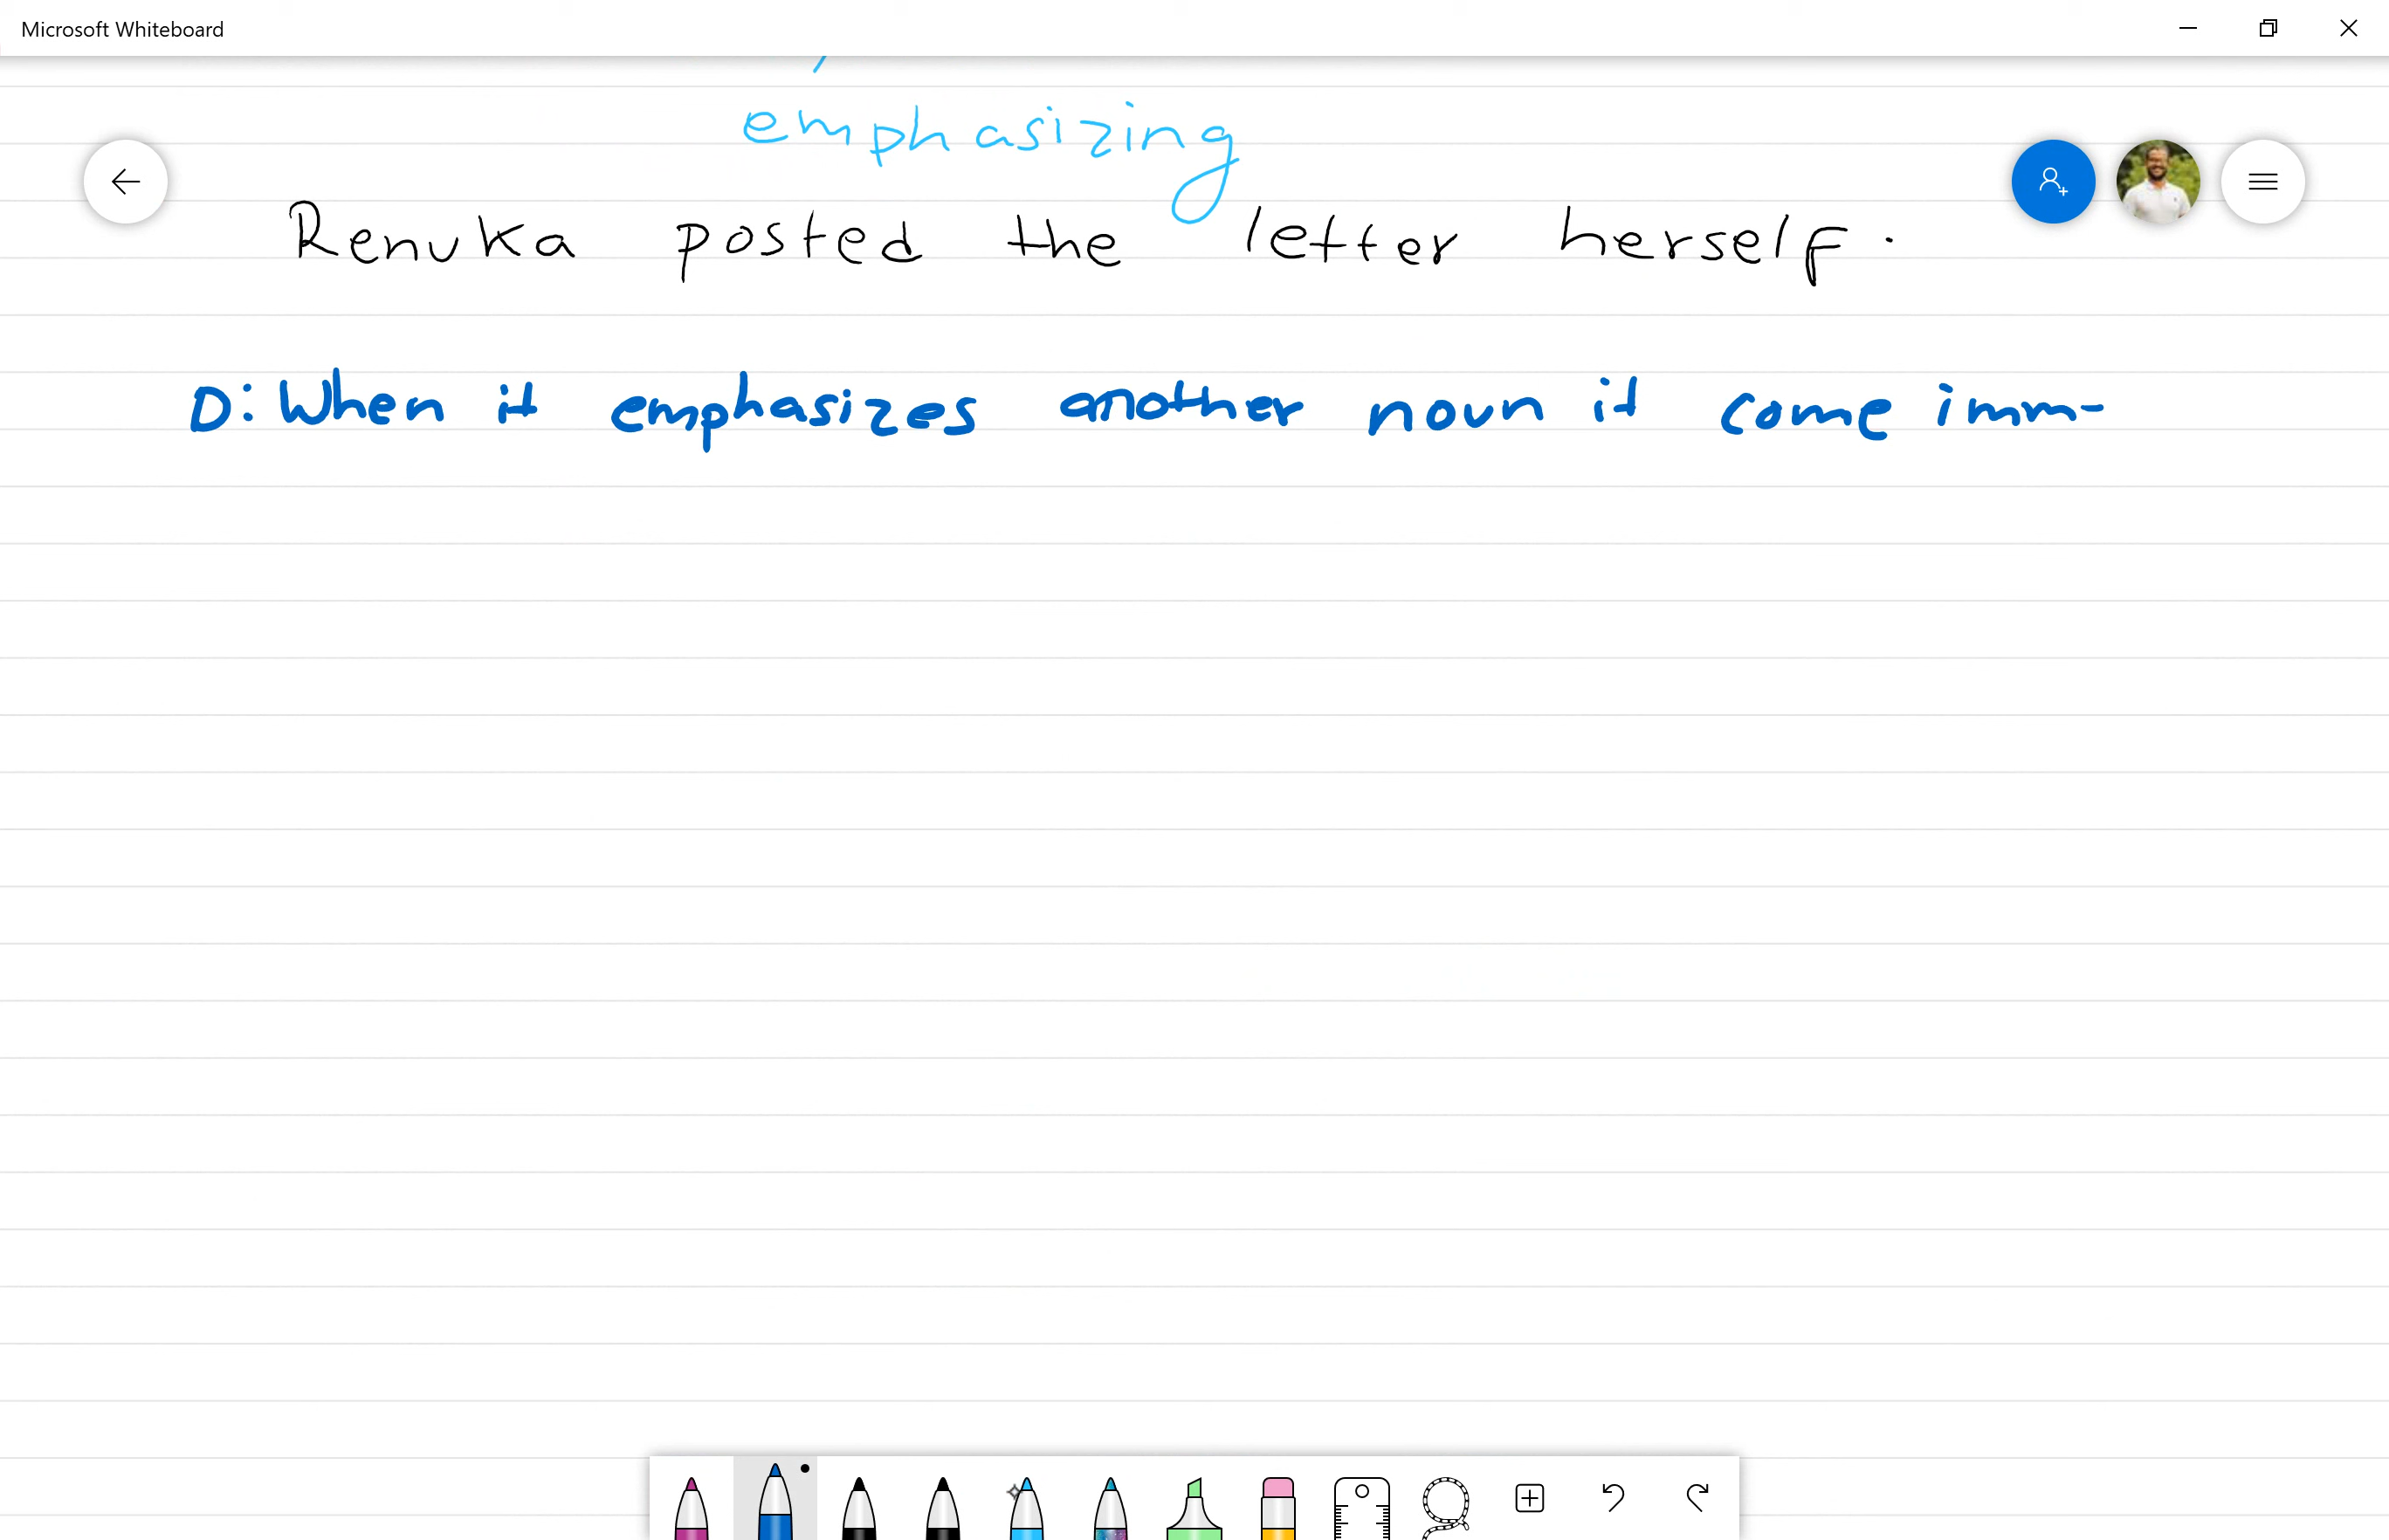 Microsoft Whiteboard
emphasizing
Renuka posted the letter herself.
D: When it emphasizes another noun it come imm-